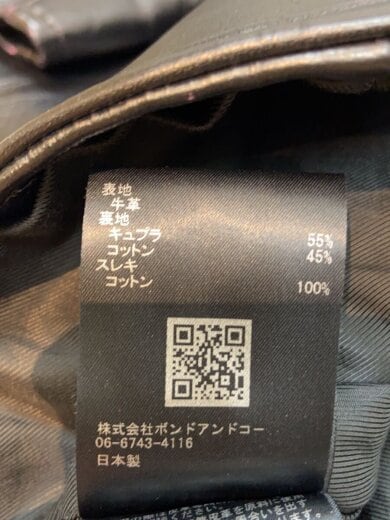 表地
牛革
裏地
キュプラ 55%
コットン 45%
スレキ
コットン 100%
株式会社ボンドアンドコー
06-6743-4116
日本製